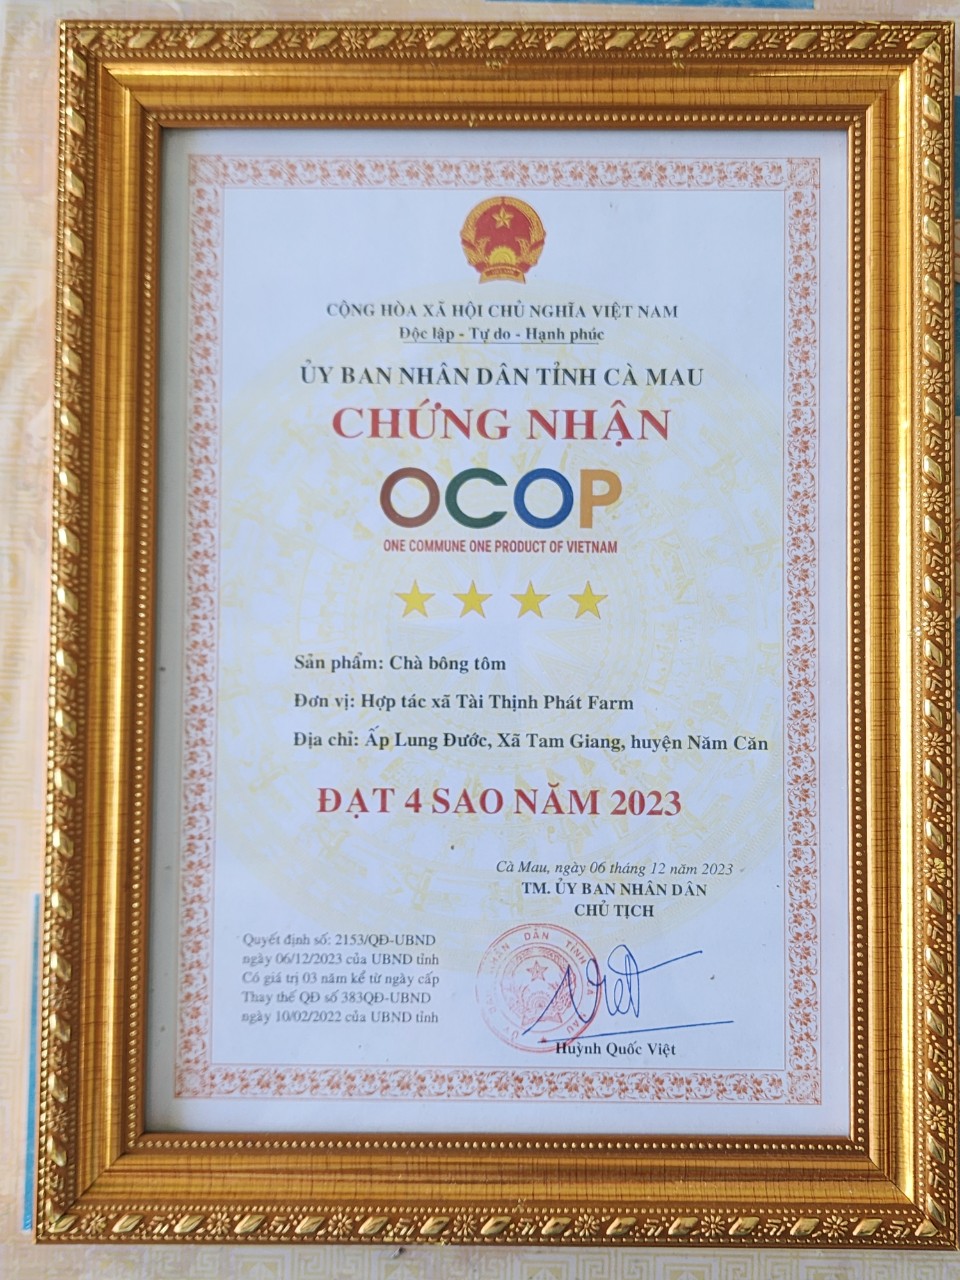 CỘNG HÒA XÃ HỘI CHỦ NGHĨA VIỆT NAM
Độc lập - Tự do - Hạnh phúc
ỦY BAN NHÂN DÂN TỈNH CÀ MAU
CHỨNG NHẬN
OCOP
ONE COMMUNE ONE PRODUCT OF VIETNAM
Sản phẩm: Chà bông tôm
Đơn vị: Hợp tác xã Tài Thịnh Phát Farm
Địa chỉ: Ấp Lung Đước, Xã Tam Giang, huyện Năm Căn
ĐẠT 4 SAO NĂM 2023
Cà Mau, ngày 06 tháng 12 năm 2023
TM. ỦY BAN NHÂN DÂN
CHỦ TỊCH
Quyết định số: 2153/QĐ-UBND
ngày 06/12/2023 của UBND tỉnh
Có giá trị 03 năm kể từ ngày cấp
Thay thế QĐ số 383QĐ-UBND
ngày 10/02/2022 của UBND tỉnh
NHÂN DÂN TỈNH
Việt
Huỳnh Quốc Việt